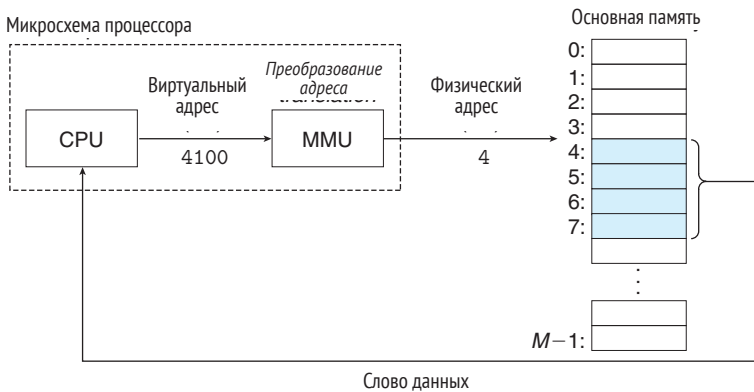 Микросхема процессора
Основная память
Преобразование
адреса
translation
Виртуальный
адрес
Физический
адрес
CPU
MMU
4100
4
0:
1:
2:
3:
4:
5:
6:
7:
M−1:
Слово данных